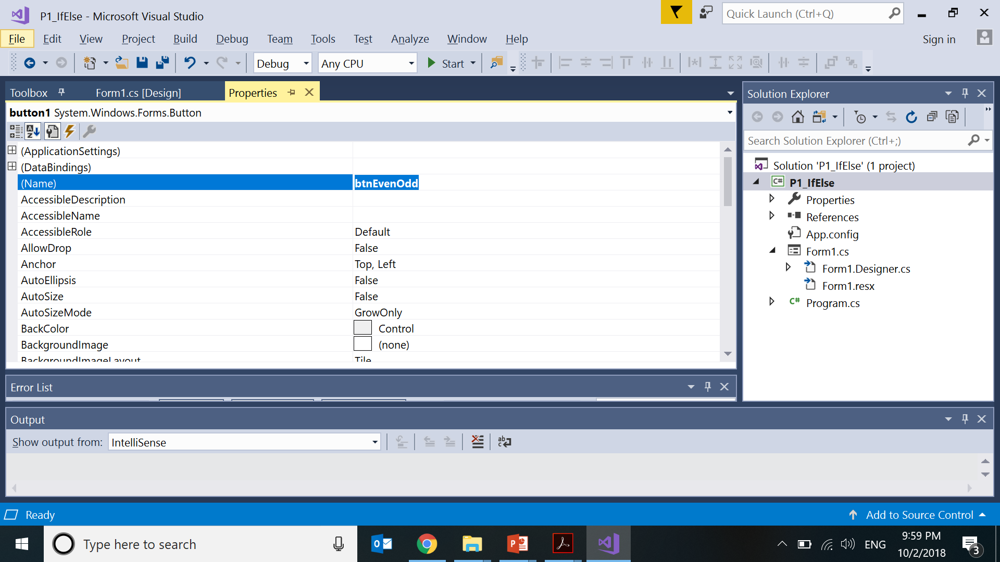 P1_IfElse - Microsoft Visual Studio
Quick Launch (Ctrl+Q)
File Edit View Project Build Debug Team Tools Test Analyze Window Help
Sign in
Debug Any CPU Start
Toolbox Form1.cs [Design] Properties
button1 System.Windows.Forms.Button
(ApplicationSettings)
(DataBindings)
(Name) btnEvenOdd
AccessibleDescription
AccessibleName
AccessibleRole Default
AllowDrop False
Anchor Top, Left
AutoEllipsis False
AutoSize False
AutoSizeMode GrowOnly
BackColor Control
BackgroundImage (none)
BackgroundImageLayout Tile
Solution Explorer
Search Solution Explorer (Ctrl+;)
Solution 'P1_IfElse' (1 project)
C# P1_IfElse
Properties
References
App.config
Form1.cs
Form1.Designer.cs
Form1.resx
C# Program.cs
Error List
Output
Show output from: IntelliSense
Ready
Add to Source Control
Type here to search
ENG
9:59 PM
10/2/2018
3